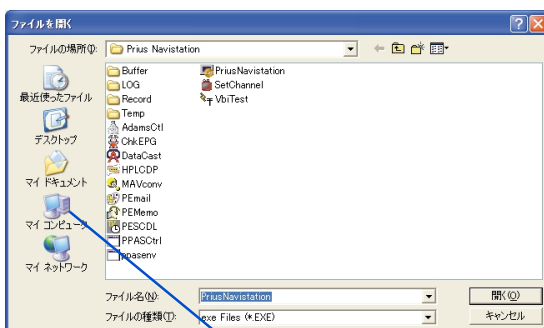 ファイルを開く
ファイルの場所(I):
Prius Navistation
最近使ったファイル
デスクトップ
マイ ドキュメント
マイ コンピュータ
マイ ネットワーク
Buffer
LOG
Record
Temp
AdamsCtl
ChkEPG
DataCast
HPLCDP
MAVconv
PEmail
PEMemo
PESCDL
PPASCtrl
ppasenv
PriusNavistation
SetChannel
VbiTest
ファイル名(N):
PriusNavistation
開く(O)
ファイルの種類(T):
exe Files (*.EXE)
キャンセル